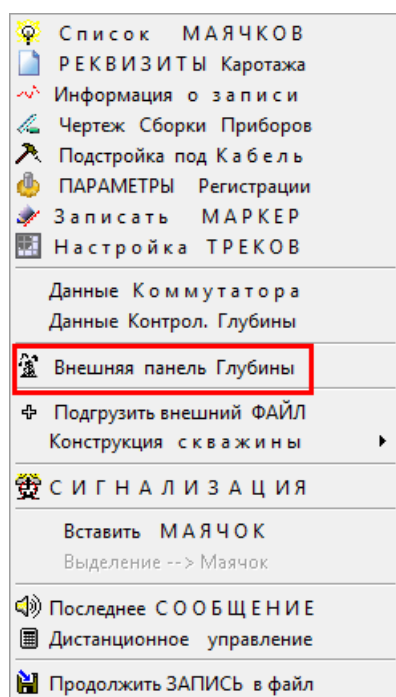 Список МАЯЧКОВ
РЕКВИЗИТЫ Каротажа
Информация о записи
Чертеж Сборки Приборов
Подстройка под Кабель
ПАРАМЕТРЫ Регистрации
Записать МАРКЕР
Настройка ТРЕКОВ
Данные Коммутатора
Данные Контрол. Глубины
Внешняя панель Глубины
Подгрузить внешний ФАЙЛ
Конструкция скважины
СИГНАЛИЗАЦИЯ
Вставить МАЯЧОК
Выделение --> Маячок
Последнее СООБЩЕНИЕ
Дистанционное управление
Продолжить ЗАПИСЬ в файл